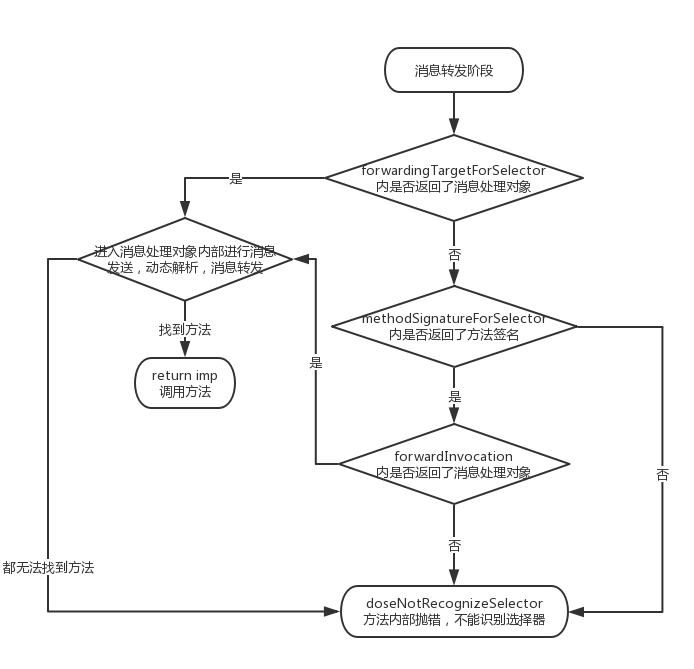 消息转发阶段
forwardingTargetForSelector
内是否返回了消息处理对象
是
进入消息处理对象内部进行消息
发送，动态解析，消息转发
否
methodSignatureForSelector
内是否返回了方法签名
找到方法
return imp
调用方法
是
是
forwardInvocation
内是否返回了消息处理对象
否
否
都无法找到方法
doseNotRecognizeSelector
方法内部抛错，不能识别选择器